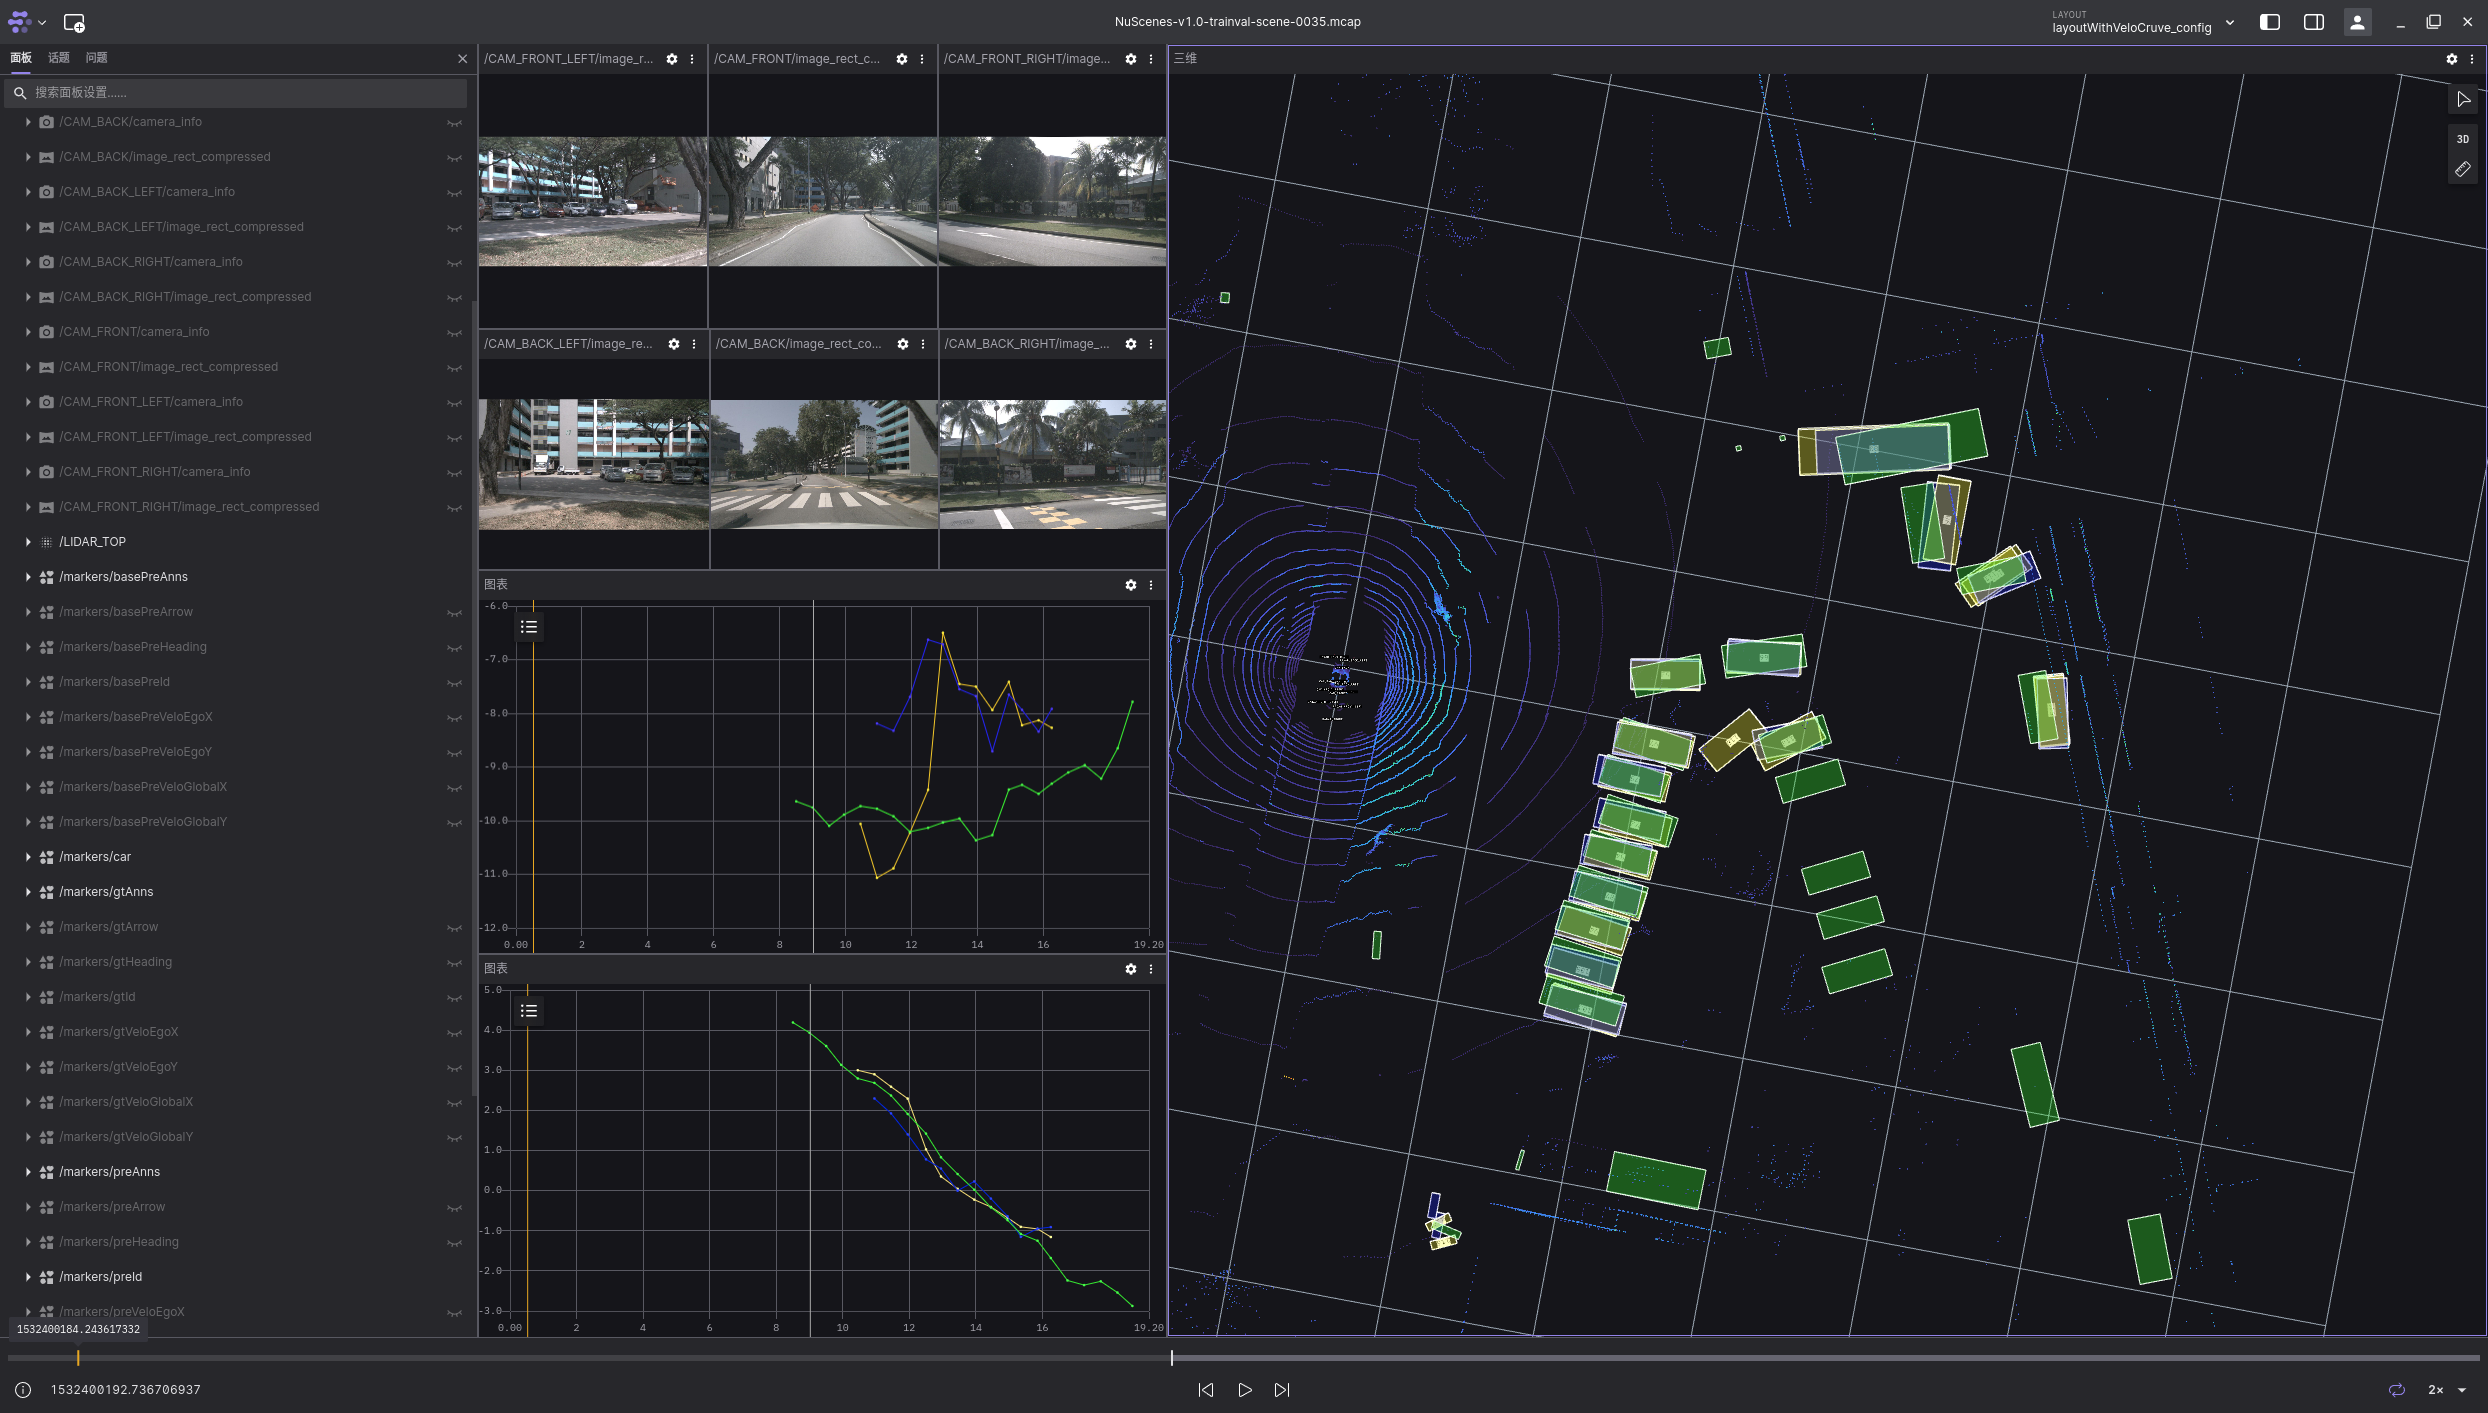 NuScenes-v1.0-trainval-scene-0035.mcap
LAYOUT
layoutWithVeloCruve_config
面板 话题 问题
搜索面板设置......
/CAM_BACK/camera_info
/CAM_BACK/image_rect_compressed
/CAM_BACK_LEFT/camera_info
/CAM_BACK_LEFT/image_rect_compressed
/CAM_BACK_RIGHT/camera_info
/CAM_BACK_RIGHT/image_rect_compressed
/CAM_FRONT/camera_info
/CAM_FRONT/image_rect_compressed
/CAM_FRONT_LEFT/camera_info
/CAM_FRONT_LEFT/image_rect_compressed
/CAM_FRONT_RIGHT/camera_info
/CAM_FRONT_RIGHT/image_rect_compressed
/LIDAR_TOP
/markers/basePreAnns
/markers/basePreArrow
/markers/basePreHeading
/markers/basePreId
/markers/basePreVeloEgoX
/markers/basePreVeloEgoY
/markers/basePreVeloGlobalX
/markers/basePreVeloGlobalY
/markers/car
/markers/gtAnns
/markers/gtArrow
/markers/gtHeading
/markers/gtId
/markers/gtVeloEgoX
/markers/gtVeloEgoY
/markers/gtVeloGlobalX
/markers/gtVeloGlobalY
/markers/preAnns
/markers/preArrow
/markers/preHeading
/markers/preId
/markers/preVeloEgoX
1532400184.243617332
/CAM_FRONT_LEFT/image_r...
/CAM_FRONT/image_rect_c...
/CAM_FRONT_RIGHT/image...
/CAM_BACK_LEFT/image_re...
/CAM_BACK/image_rect_co...
/CAM_BACK_RIGHT/image_...
图表
-6.0
-7.0
-8.0
-9.0
-10.0
-11.0
-12.0
0.00 2 4 6 8 10 12 14 16 19.20
图表
5.0
4.0
3.0
2.0
1.0
0.0
-1.0
-2.0
-3.0
0.00 2 4 6 8 10 12 14 16 19.20
三维
3D
1532400192.736706937
2×